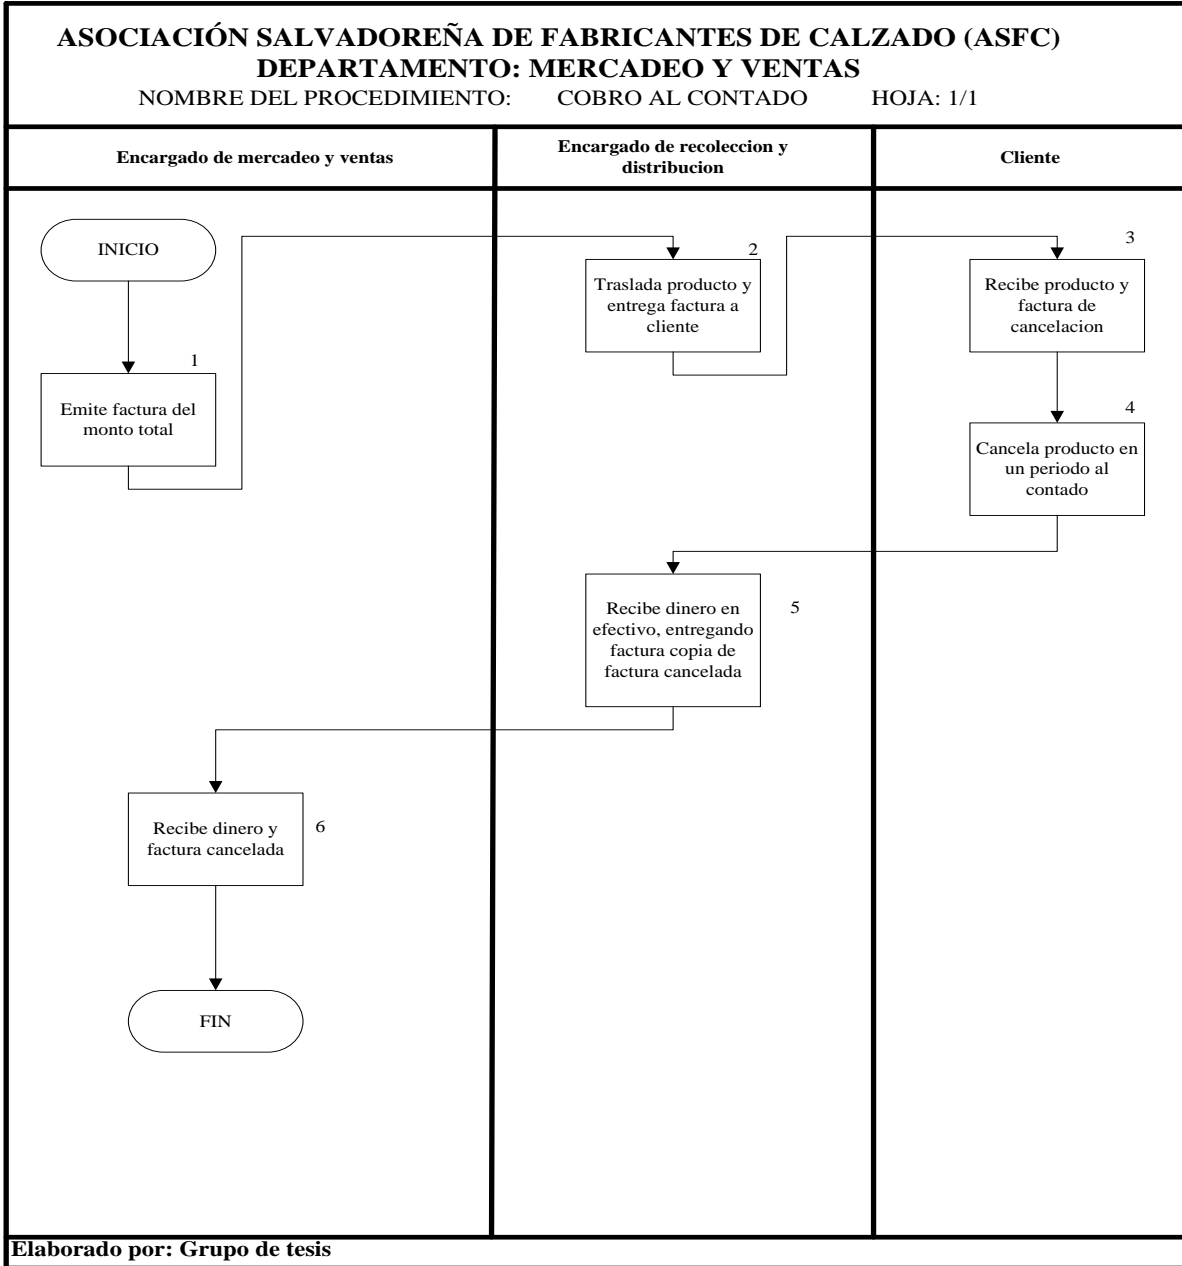 ASOCIACIÓN SALVADOREÑA DE FABRICANTES DE CALZADO (ASFC)
DEPARTAMENTO: MERCADEO Y VENTAS
NOMBRE DEL PROCEDIMIENTO: COBRO AL CONTADO HOJA: 1/1
Encargado de mercadeo y ventas
Encargado de recoleccion y
distribucion
Cliente
INICIO
1
Emite factura del
monto total
2
Traslada producto y
entrega factura a
cliente
3
Recibe producto y
factura de
cancelacion
4
Cancela producto en
un periodo al
contado
5
Recibe dinero en
efectivo, entregando
factura copia de
factura cancelada
6
Recibe dinero y
factura cancelada
FIN
Elaborado por: Grupo de tesis